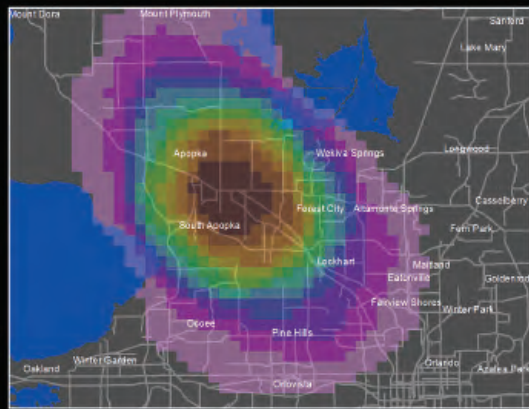 Mount Dora
Mount Plymouth
Sanford
Lake Mary
Apopka
Wekiva Springs
Longwood
Forest City
Altamonte Springs
Casselberry
South Apopka
Fern Park
Lockhart
Maitland
Eatonville
Goldenrod
Fairview Shores
Winter Park
Ocoee
Pine Hills
Winter Garden
Orlando
Oakland
Azalea Park
Orlovista